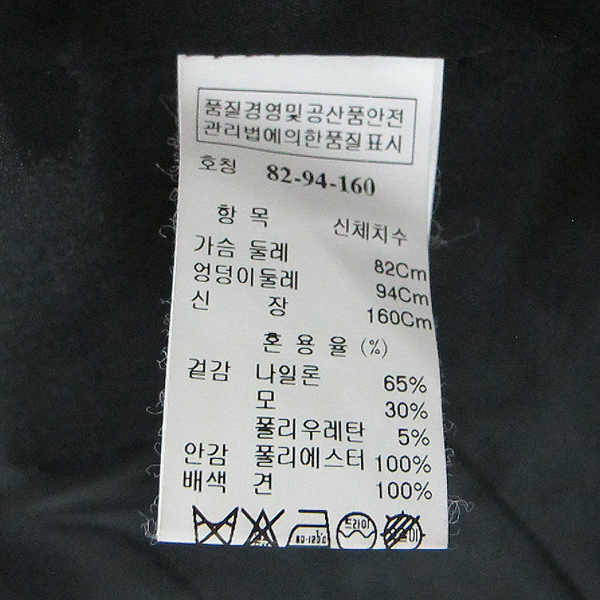 품질경영및공산품안전
관리법에의한품질표시
호칭 82-94-160
항 목 신체치수
가슴 둘레 82Cm
엉덩이둘레 94Cm
신 장 160Cm
혼 용 율 (%)
겉감 나일론 65%
모 30%
폴리우레탄 5%
안감 폴리에스터 100%
배색 견 100%
드라이